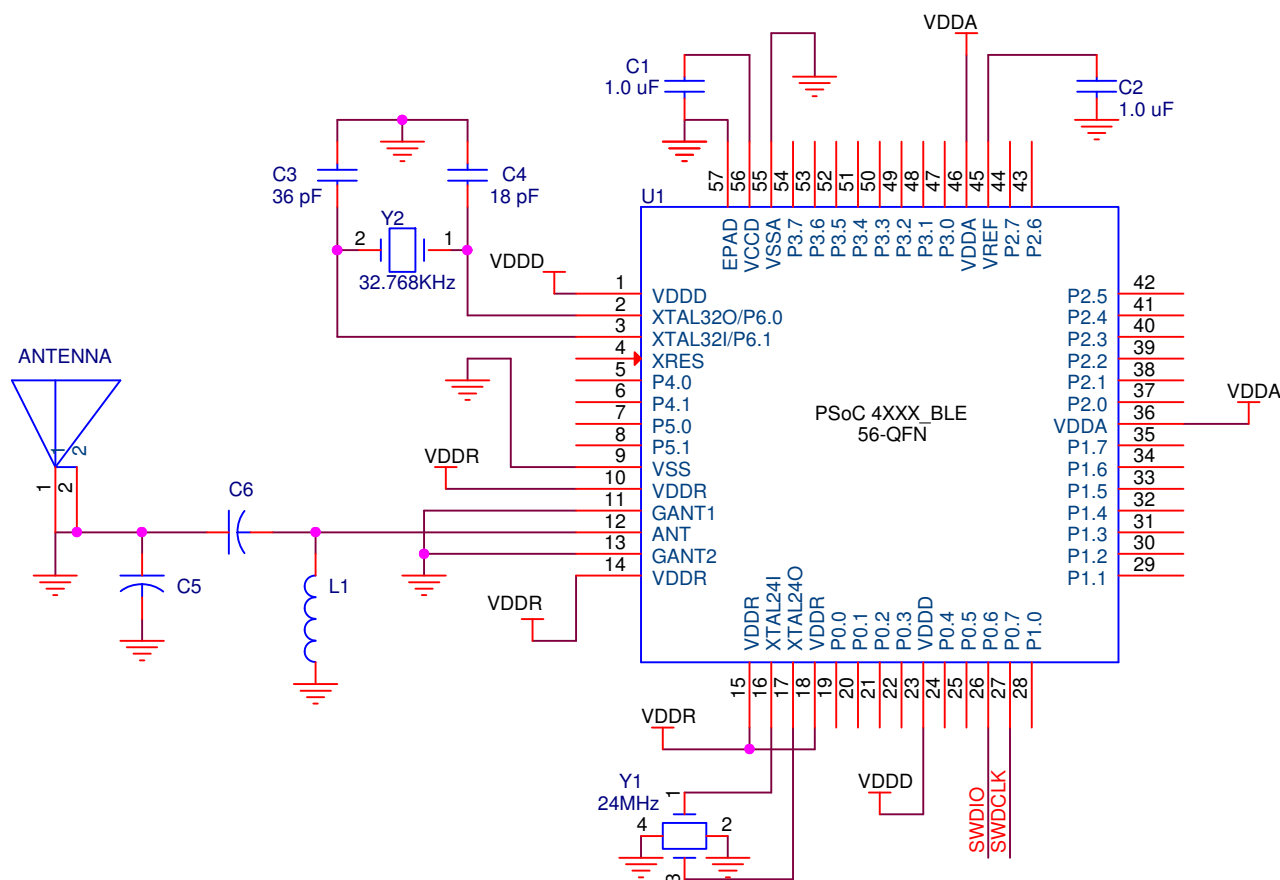 VDDA
C1
1.0 uF
C2
1.0 uF
C3
36 pF
C4
18 pF
Y2
2
1
32.768KHz
U1
57
56
55
54
53
52
51
50
49
48
47
46
45
44
43
EPAD
VCCD
VSSA
P3.7
P3.6
P3.5
P3.4
P3.3
P3.2
P3.1
P3.0
VDDA
VREF
P2.7
P2.6
VDDD
1 VDDD
2 XTAL32O/P6.0
3 XTAL32I/P6.1
4 XRES
5 P4.0
6 P4.1
7 P5.0
8 P5.1
9 VSS
10 VDDR
11 GANT1
12 ANT
13 GANT2
14 VDDR
VDDR
VDDR
PSoC 4XXX_BLE
56-QFN
P2.5 42
P2.4 41
P2.3 40
P2.2 39
P2.1 38
P2.0 37
VDDA 36
P1.7 35
P1.6 34
P1.5 33
P1.4 32
P1.3 31
P1.2 30
P1.1 29
VDDA
ANTENNA
1
2
1
2
C6
C5
L1
VDDR
XTAL24I
XTAL24O
VDDR
P0.0
P0.1
P0.2
P0.3
VDDD
P0.4
P0.5
P0.6
P0.7
P1.0
15
16
17
18
19
20
21
22
23
24
25
26
27
28
VDDR
VDDD
SWDIO
SWDCLK
Y1
24MHz
1
4
2
3